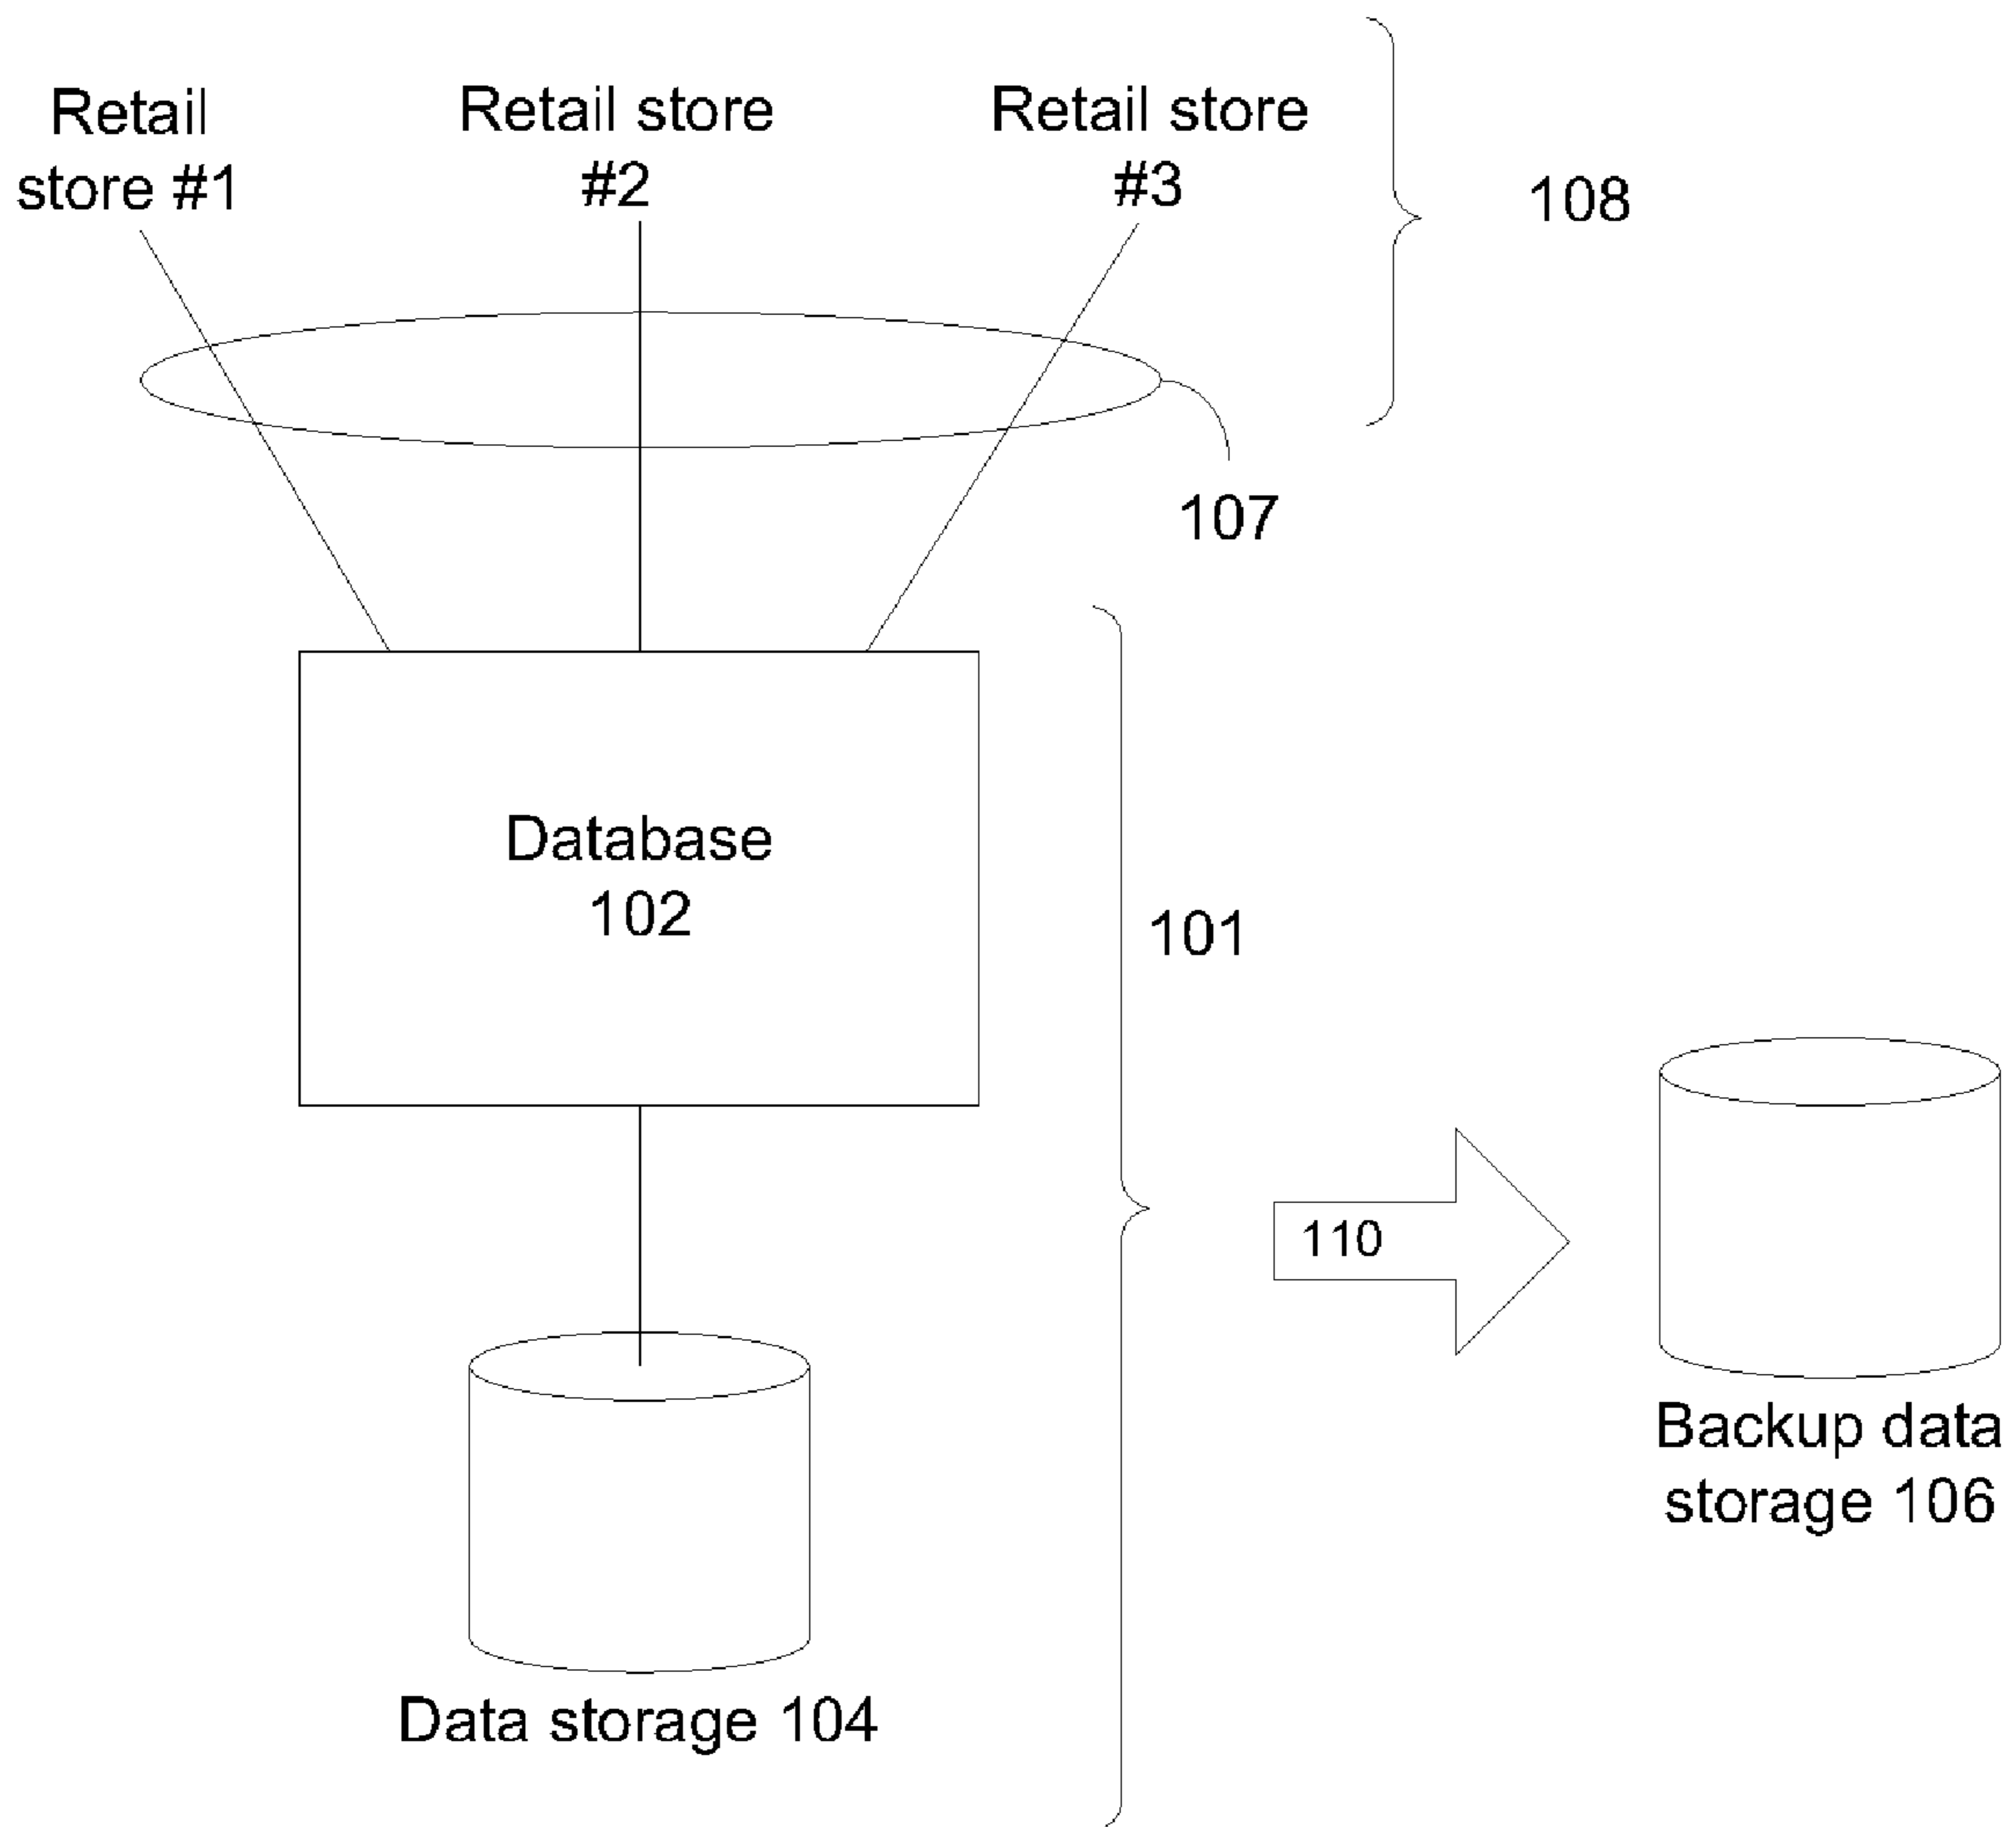 Retail
store #1
Retail store
#2
Retail store
#3
108
107
Database
102
101
110
Backup data
storage 106
Data storage 104